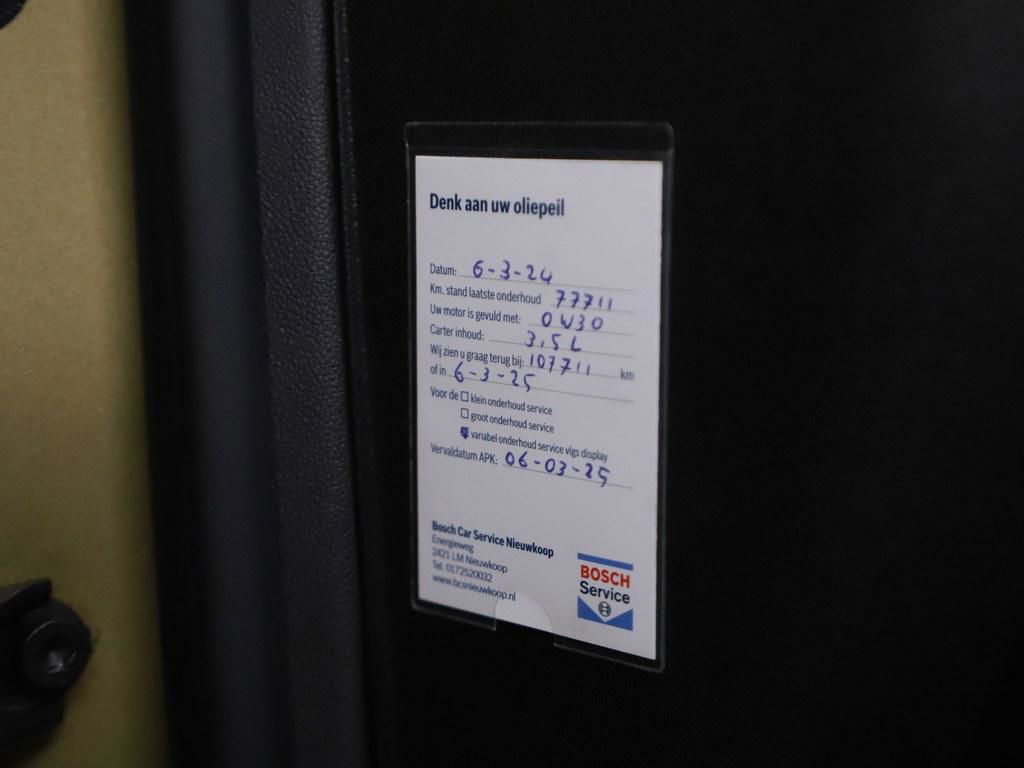 Denk aan uw oliepeil
Datum: 6-3-24
Km. stand laatste onderhoud 77711
Uw motor is gevuld met: 0W30
Carter inhoud: 3,5 L
Wij zien u graag terug bij: 107711 km
of in 6-3-25
Voor de klein onderhoud service
groot onderhoud service
variabel onderhoud service vlgs display
Vervaldatum APK: 06-03-25
Bosch Car Service Nieuwkoop
Energieweg
2421 LM Nieuwkoop
Tel. 0172520032
www.bcsnieuwkoop.nl
BOSCH
Service